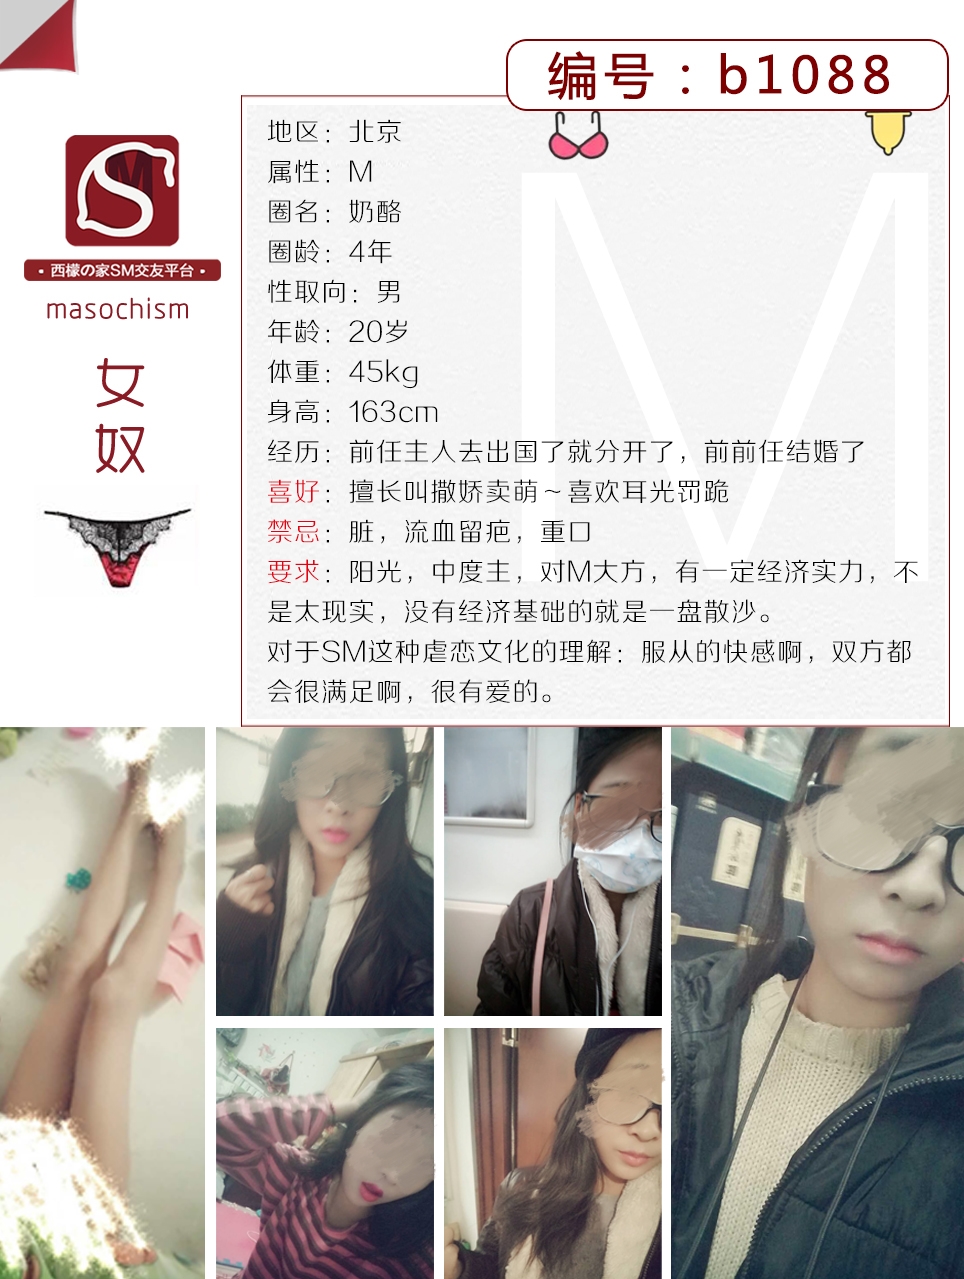 编号：b1088
地区：北京
属性：M
圈名：奶酪
圈龄：4年
性取向：男
年龄：20岁
体重：45kg
身高：163cm
经历：前任主人去出国了就分开了，前前任结婚了
喜好：擅长叫撒娇卖萌～喜欢耳光罚跪
禁忌：脏，流血留疤，重口
要求：阳光，中度主，对M大方，有一定经济实力，不
是太现实，没有经济基础的就是一盘散沙。
对于SM这种虐恋文化的理解：服从的快感啊，双方都
会很满足啊，很有爱的。
SM
·西檬の家SM交友平台·
masochism
女
奴
M